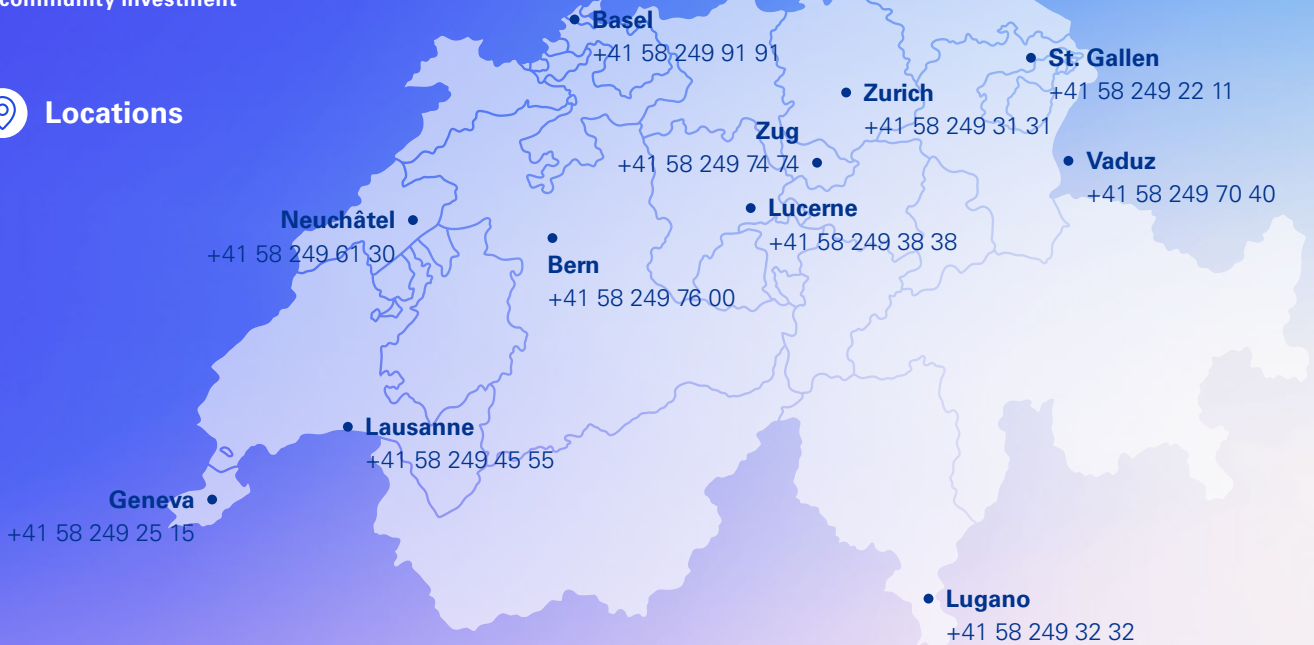 community investment
Locations
Basel
+41 58 249 91 91
St. Gallen
+41 58 249 22 11
Zurich
+41 58 249 31 31
Zug
+41 58 249 74 74
Vaduz
+41 58 249 70 40
Lucerne
+41 58 249 38 38
Neuchâtel
+41 58 249 61 30
Bern
+41 58 249 76 00
Lausanne
+41 58 249 45 55
Geneva
+41 58 249 25 15
Lugano
+41 58 249 32 32